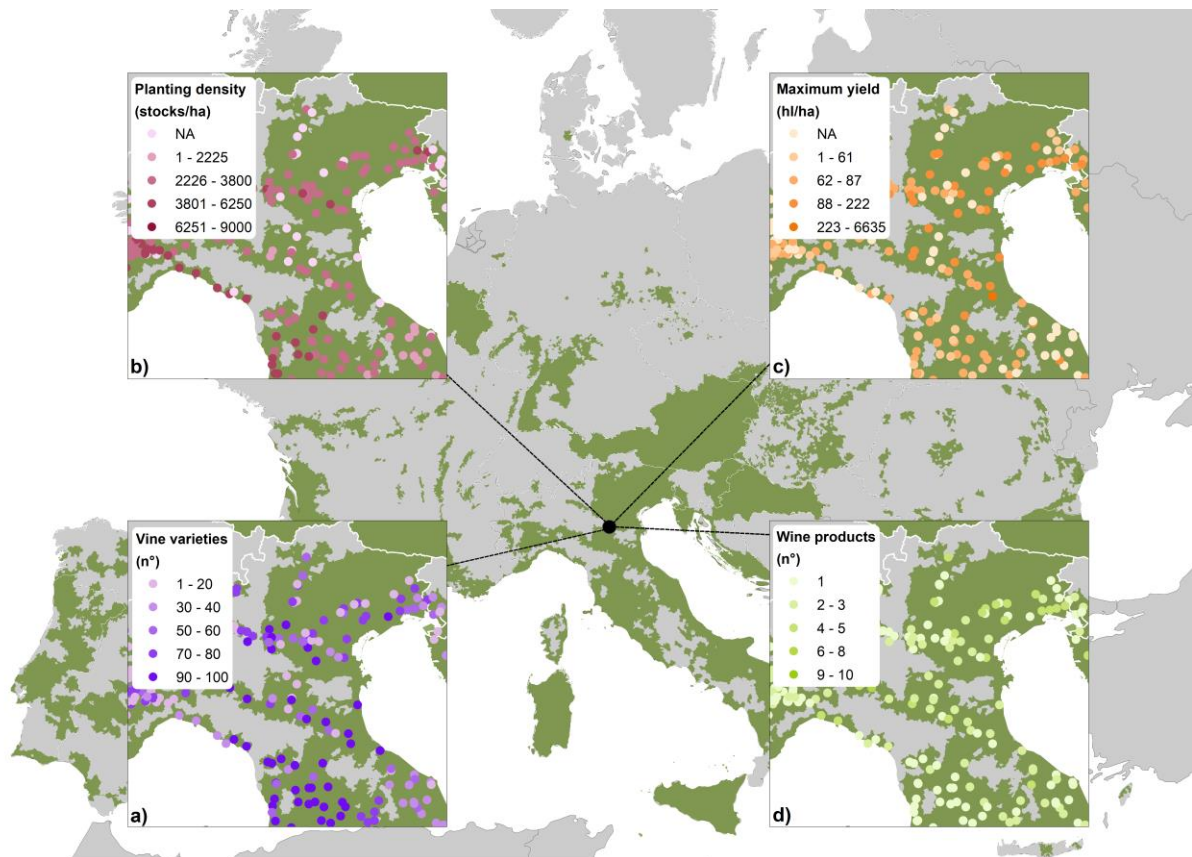 Planting density
(stocks/ha)
NA
1 - 2225
2226 - 3800
3801 - 6250
6251 - 9000
b)
Maximum yield
(hl/ha)
NA
1 - 61
62 - 87
88 - 222
223 - 6635
c)
Vine varieties
(n°)
1 - 20
30 - 40
50 - 60
70 - 80
90 - 100
a)
Wine products
(n°)
1
2 - 3
4 - 5
6 - 8
9 - 10
d)